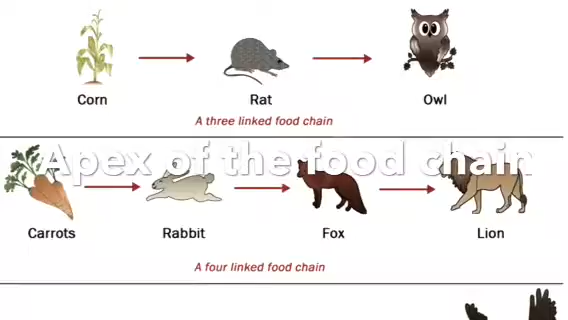 Corn Rat Owl
A three linked food chain
Apex of the food chain
Carrots Rabbit Fox Lion
A four linked food chain